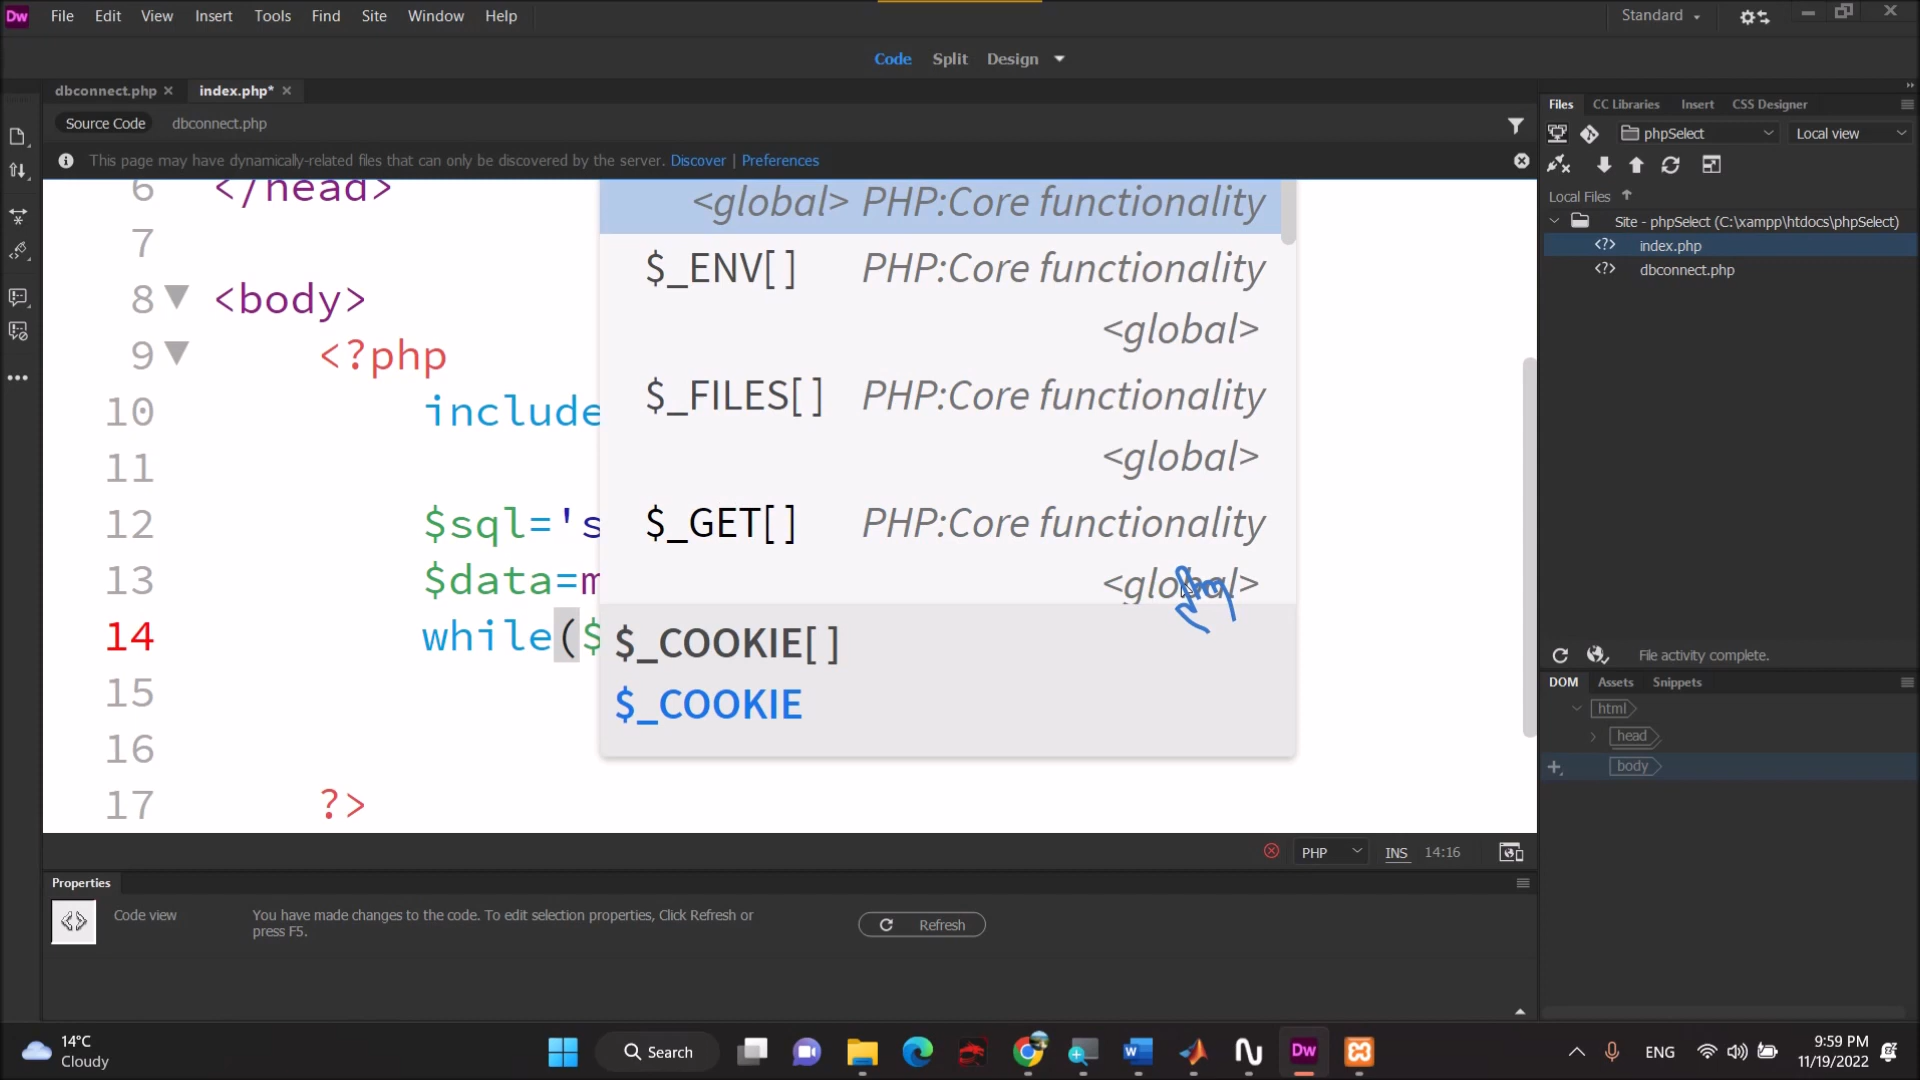 Dw File Edit View Insert Tools Find Site Window Help Standard
Code Split Design
dbconnect.php index.php*
Source Code dbconnect.php
This page may have dynamically-related files that can only be discovered by the server. Discover | Preferences
6 </head>
7
8 <body>
9 <?php
10 include
11
12 $sql='s
13 $data=m
14 while($
15
16
17 ?>
<global> PHP:Core functionality
$_ENV[] PHP:Core functionality
<global>
$_FILES[] PHP:Core functionality
<global>
$_GET[] PHP:Core functionality
<global>
$_COOKIE[]
$_COOKIE
PHP INS 14:16
Properties
Code view
You have made changes to the code. To edit selection properties, Click Refresh or
press F5.
Refresh
Files CC Libraries Insert CSS Designer
phpSelect Local view
Local Files
Site - phpSelect (C:\xampp\htdocs\phpSelect)
index.php
dbconnect.php
File activity complete.
DOM Assets Snippets
html
head
body
14°C
Cloudy
Search
Dw
ENG
9:59 PM
11/19/2022